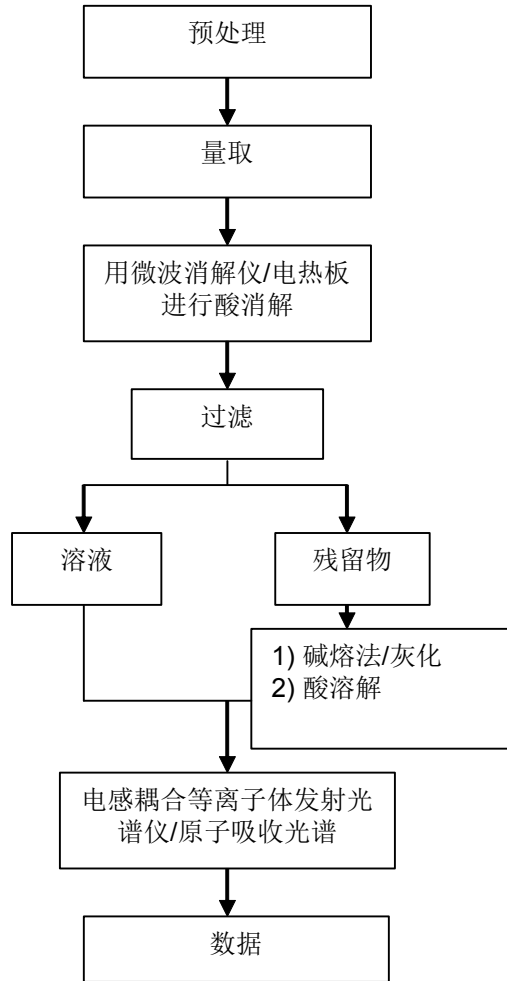 预处理
量取
用微波消解仪/电热板
进行酸消解
过滤
溶液
残留物
1) 碱熔法/灰化
2) 酸溶解
电感耦合等离子体发射光
谱仪/原子吸收光谱
数据